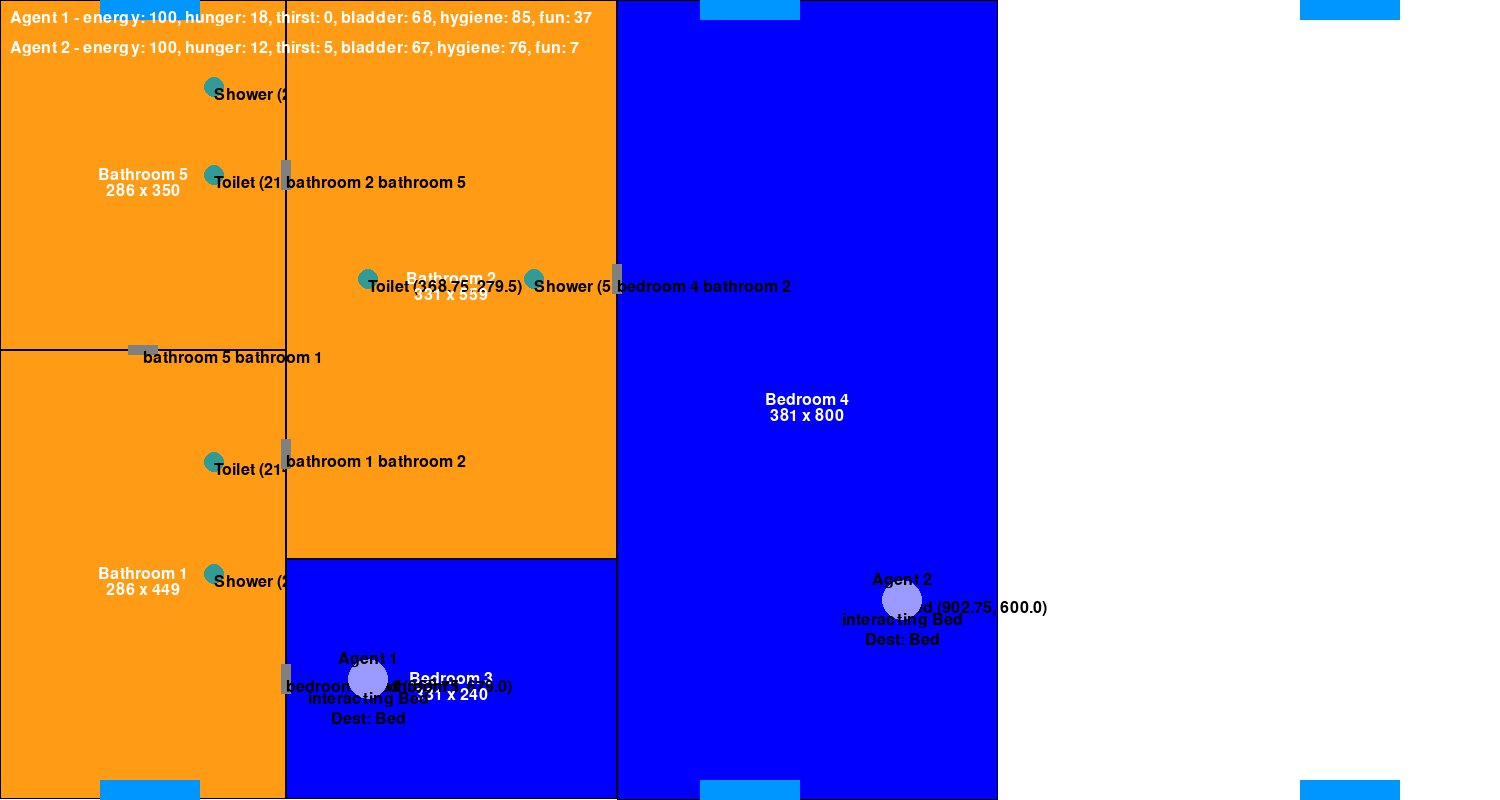 Agent 1 - energy: 100, hunger: 18, thirst: 0, bladder: 68, hygiene: 85, fun: 37
Agent 2 - energy: 100, hunger: 12, thirst: 5, bladder: 67, hygiene: 76, fun: 7
Shower (2
Bathroom 5
286 x 350
Toilet (21
bathroom 2 bathroom 5
Bathroom 2
331 x 559
Toilet (368.75, 279.5)
Shower (5
bedroom 4 bathroom 2
bathroom 5 bathroom 1
Bedroom 4
381 x 800
Toilet (21
bathroom 1 bathroom 2
Bathroom 1
286 x 449
Shower (2
Agent 2
(902.75, 600.0)
interacting Bed
Dest: Bed
Agent 1
Bedroom 3
331 x 240
interacting Bed
Dest: Bed